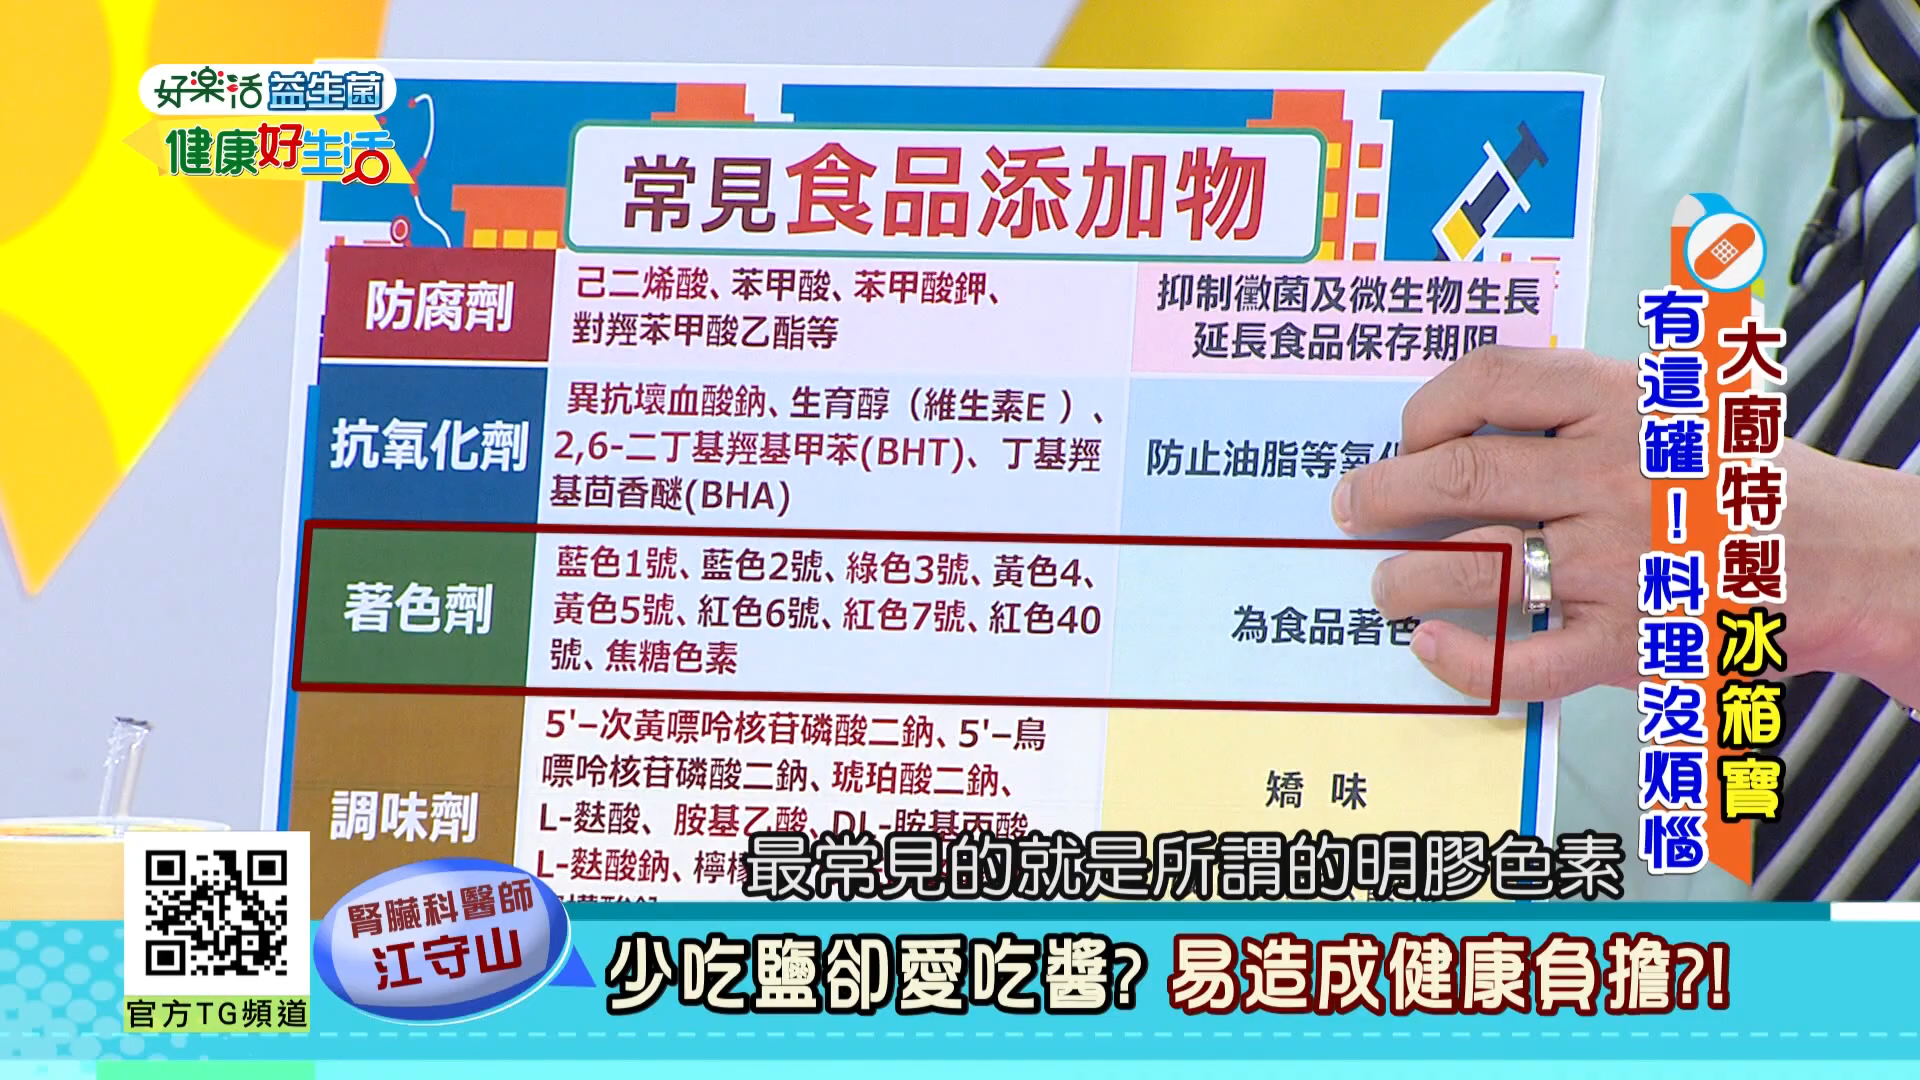 好樂活益生菌
健康好生活
常見食品添加物
防腐劑
己二烯酸、苯甲酸、苯甲酸鉀、
對羥苯甲酸乙酯等
抑制黴菌及微生物生長
延長食品保存期限
抗氧化劑
異抗壞血酸鈉、生育醇（維生素E ）、
2,6-二丁基羥基甲苯(BHT)、丁基羥
基茴香醚(BHA)
防止油脂等氧化
著色劑
藍色1號、藍色2號、綠色3號、黃色4、
黃色5號、紅色6號、紅色7號、紅色40
號、焦糖色素
為食品著色
調味劑
5'–次黃嘌呤核苷磷酸二鈉、5'–鳥
嘌呤核苷磷酸二鈉、琥珀酸二鈉、
L-麩酸、胺基乙酸、DL-胺基丙酸
L-麩酸鈉、檸檬
矯 味
大廚特製冰箱寶
有這罐！料理沒煩惱
最常見的就是所謂的明膠色素
腎臟科醫師
江守山
少吃鹽卻愛吃醬? 易造成健康負擔?!
官方TG頻道